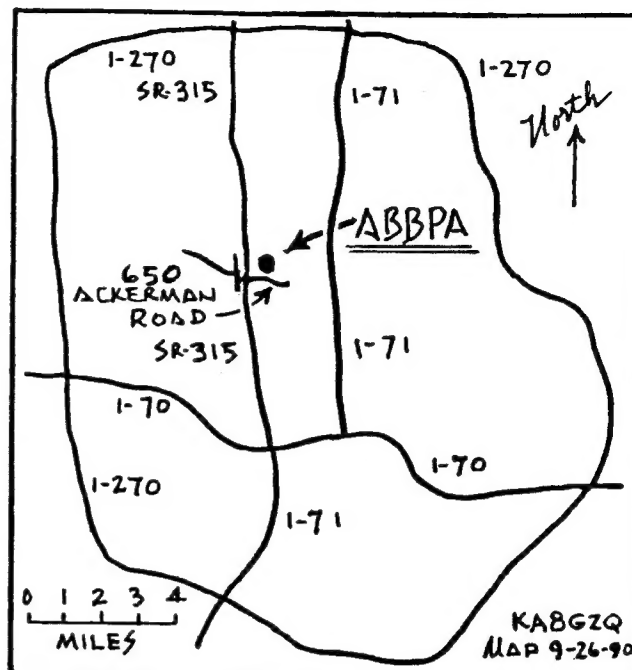 I-270
SR-315
I-71
I-270
North
ABBPA
650
ACKERMAN
ROAD
SR-315
I-71
I-70
I-70
I-270
I-71
0 1 2 3 4
MILES
KA8GZQ
MAP 9-26-90